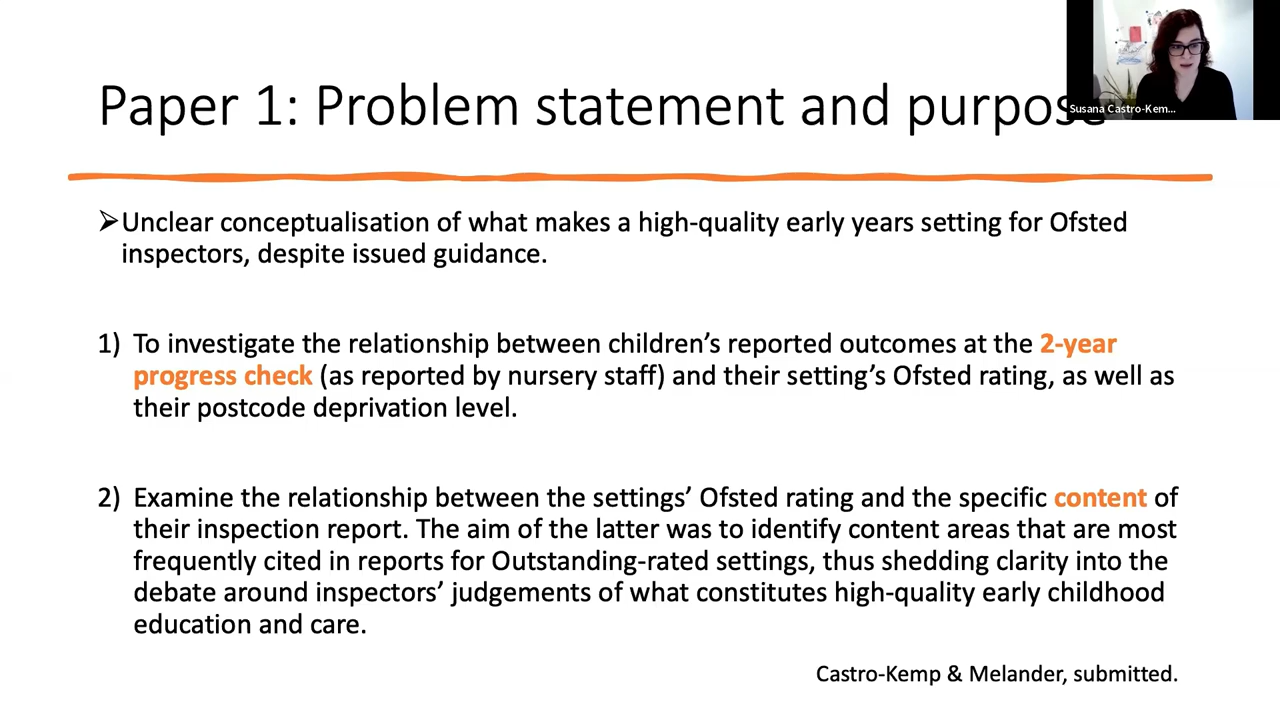 Paper 1: Problem statement and purpose
Susana Castro-Kem...
➢Unclear conceptualisation of what makes a high-quality early years setting for Ofsted
inspectors, despite issued guidance.
1) To investigate the relationship between children’s reported outcomes at the 2-year
progress check (as reported by nursery staff) and their setting’s Ofsted rating, as well as
their postcode deprivation level.
2) Examine the relationship between the settings’ Ofsted rating and the specific content of
their inspection report. The aim of the latter was to identify content areas that are most
frequently cited in reports for Outstanding-rated settings, thus shedding clarity into the
debate around inspectors’ judgements of what constitutes high-quality early childhood
education and care.
Castro-Kemp & Melander, submitted.